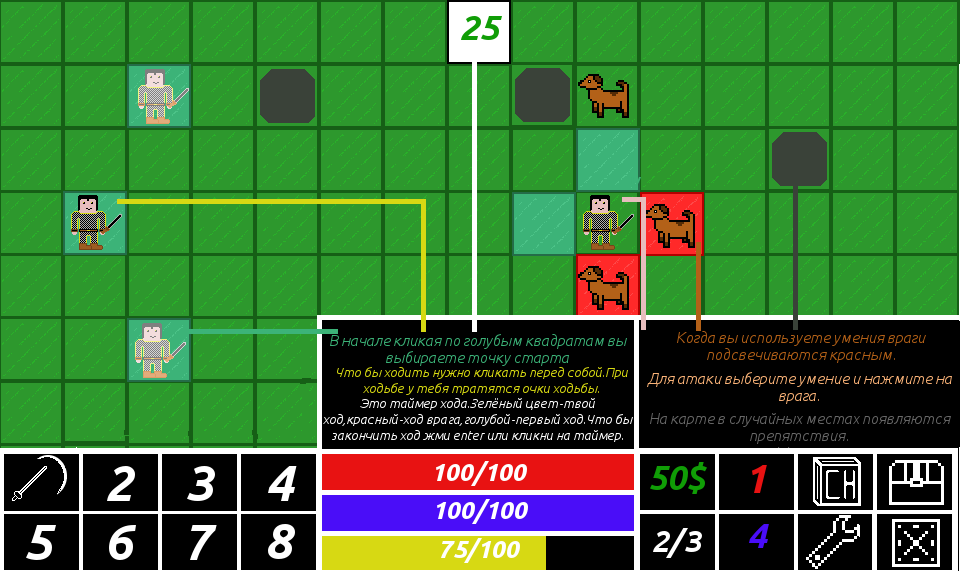 25
В начале кликая по голубым квадратам вы
выбираете точку старта
Что бы ходить нужно кликать перед собой.При
ходьбе у тебя тратятся очки ходьбы.
Это таймер хода.Зелёный цвет-твой
ход,красный-ход врага,голубой-первый ход.Что бы
закончить ход жми enter или кликни на таймер.
Когда вы используете умения враги
подсвечиваются красным.
Для атаки выберите умение и нажмите на
врага.
На карте в случайных местах появляются
препятствия.
2 3 4
5 6 7 8
100/100
100/100
75/100
50$ 1 CH
2/3 4